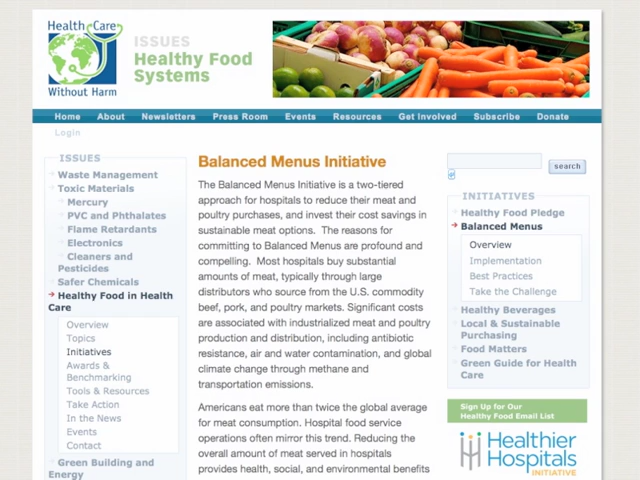 Health Care
Without Harm
ISSUES
Healthy Food
Systems
Home About Newsletters Press Room Events Resources Get Involved Subscribe Donate
Login
ISSUES
Waste Management
Toxic Materials
Mercury
PVC and Phthalates
Flame Retardants
Electronics
Cleaners and
Pesticides
Safer Chemicals
Healthy Food in Health
Care
Overview
Topics
Initiatives
Awards &
Benchmarking
Tools & Resources
Take Action
In the News
Events
Contact
Green Building and
Energy
Balanced Menus Initiative
The Balanced Menus Initiative is a two-tiered
approach for hospitals to reduce their meat and
poultry purchases, and invest their cost savings in
sustainable meat options.  The reasons for
committing to Balanced Menus are profound and
compelling.  Most hospitals buy substantial
amounts of meat, typically through large
distributors who source from the U.S. commodity
beef, pork, and poultry markets. Significant costs
are associated with industrialized meat and poultry
production and distribution, including antibiotic
resistance, air and water contamination, and global
climate change through methane and
transportation emissions.
Americans eat more than twice the global average
for meat consumption. Hospital food service
operations often mirror this trend. Reducing the
overall amount of meat served in hospitals
provides health, social, and environmental benefits
search
INITIATIVES
Healthy Food Pledge
Balanced Menus
Overview
Implementation
Best Practices
Take the Challenge
Healthy Beverages
Local & Sustainable
Purchasing
Food Matters
Green Guide for Health
Care
Sign Up for Our
Healthy Food Email List
Healthier
Hospitals
INITIATIVE